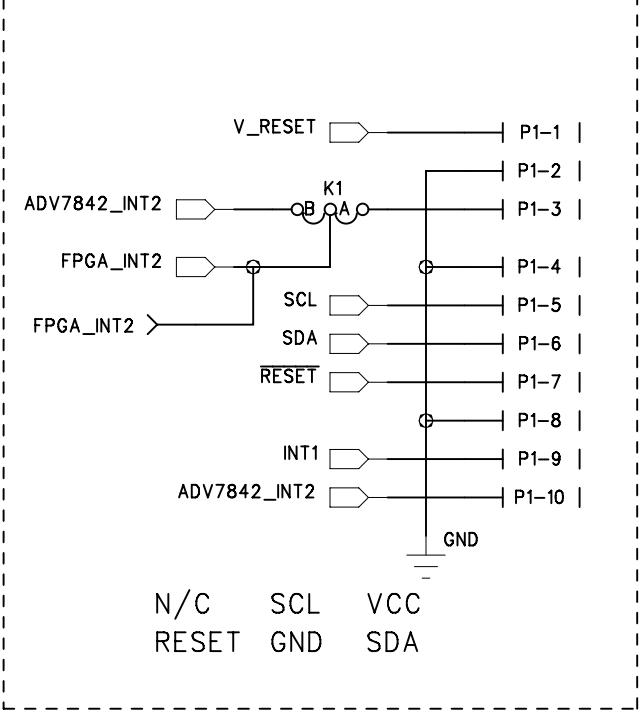 V_RESET P1-1
P1-2
K1
ADV7842_INT2 B A P1-3
FPGA_INT2 P1-4
SCL P1-5
FPGA_INT2
SDA P1-6
RESET P1-7
P1-8
INT1 P1-9
ADV7842_INT2 P1-10
GND
N/C SCL VCC
RESET GND SDA